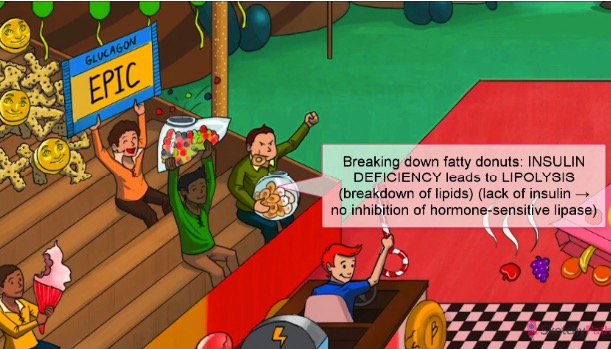 GLUCAGON
EPIC
Breaking down fatty donuts: INSULIN
DEFICIENCY leads to LIPOLYSIS
(breakdown of lipids) (lack of insulin →
no inhibition of hormone-sensitive lipase)
β